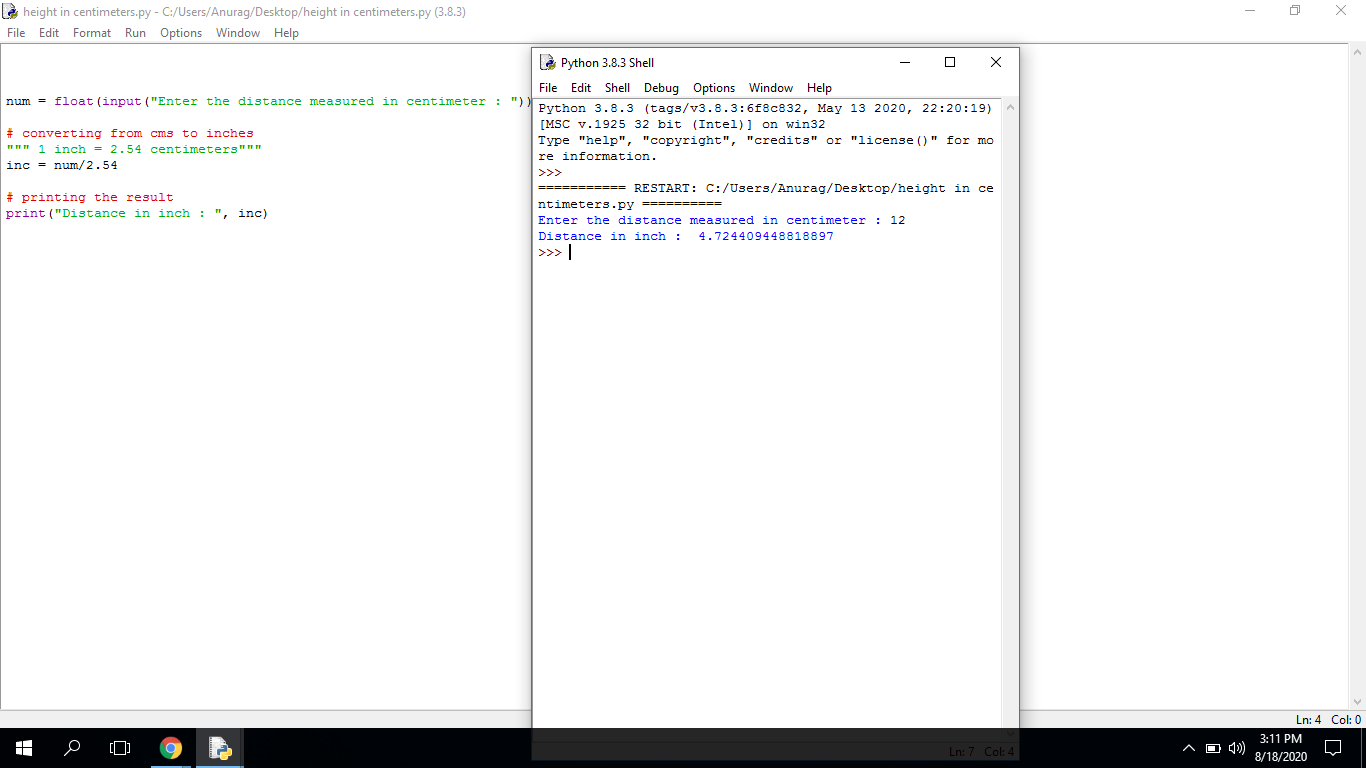 height in centimeters.py - C:/Users/Anurag/Desktop/height in centimeters.py (3.8.3)
File Edit Format Run Options Window Help
num = float(input("Enter the distance measured in centimeter : "))
# converting from cms to inches
""" 1 inch = 2.54 centimeters"""
inc = num/2.54
# printing the result
print("Distance in inch : ", inc)
Python 3.8.3 Shell
File Edit Shell Debug Options Window Help
Python 3.8.3 (tags/v3.8.3:6f8c832, May 13 2020, 22:20:19)
[MSC v.1925 32 bit (Intel)] on win32
Type "help", "copyright", "credits" or "license()" for mo
re information.
>>>
=========== RESTART: C:/Users/Anurag/Desktop/height in ce
ntimeters.py ==========
Enter the distance measured in centimeter : 12
Distance in inch :  4.724409448818897
>>>
Ln: 4 Col: 0
Ln: 7 Col: 4
3:11 PM
8/18/2020